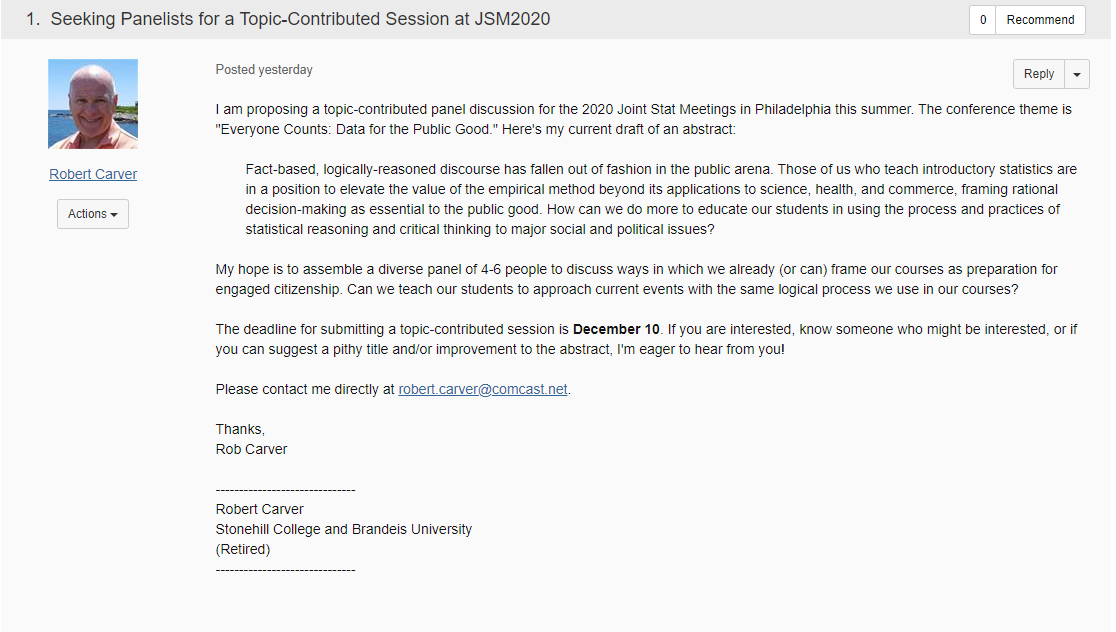 1. Seeking Panelists for a Topic-Contributed Session at JSM2020
0 Recommend
Posted yesterday
Reply
I am proposing a topic-contributed panel discussion for the 2020 Joint Stat Meetings in Philadelphia this summer. The conference theme is
"Everyone Counts: Data for the Public Good." Here's my current draft of an abstract:
Robert Carver
Actions
Fact-based, logically-reasoned discourse has fallen out of fashion in the public arena. Those of us who teach introductory statistics are
in a position to elevate the value of the empirical method beyond its applications to science, health, and commerce, framing rational
decision-making as essential to the public good. How can we do more to educate our students in using the process and practices of
statistical reasoning and critical thinking to major social and political issues?
My hope is to assemble a diverse panel of 4-6 people to discuss ways in which we already (or can) frame our courses as preparation for
engaged citizenship. Can we teach our students to approach current events with the same logical process we use in our courses?
The deadline for submitting a topic-contributed session is December 10. If you are interested, know someone who might be interested, or if
you can suggest a pithy title and/or improvement to the abstract, I'm eager to hear from you!
Please contact me directly at robert.carver@comcast.net.
Thanks,
Rob Carver
------------------------------
Robert Carver
Stonehill College and Brandeis University
(Retired)
------------------------------